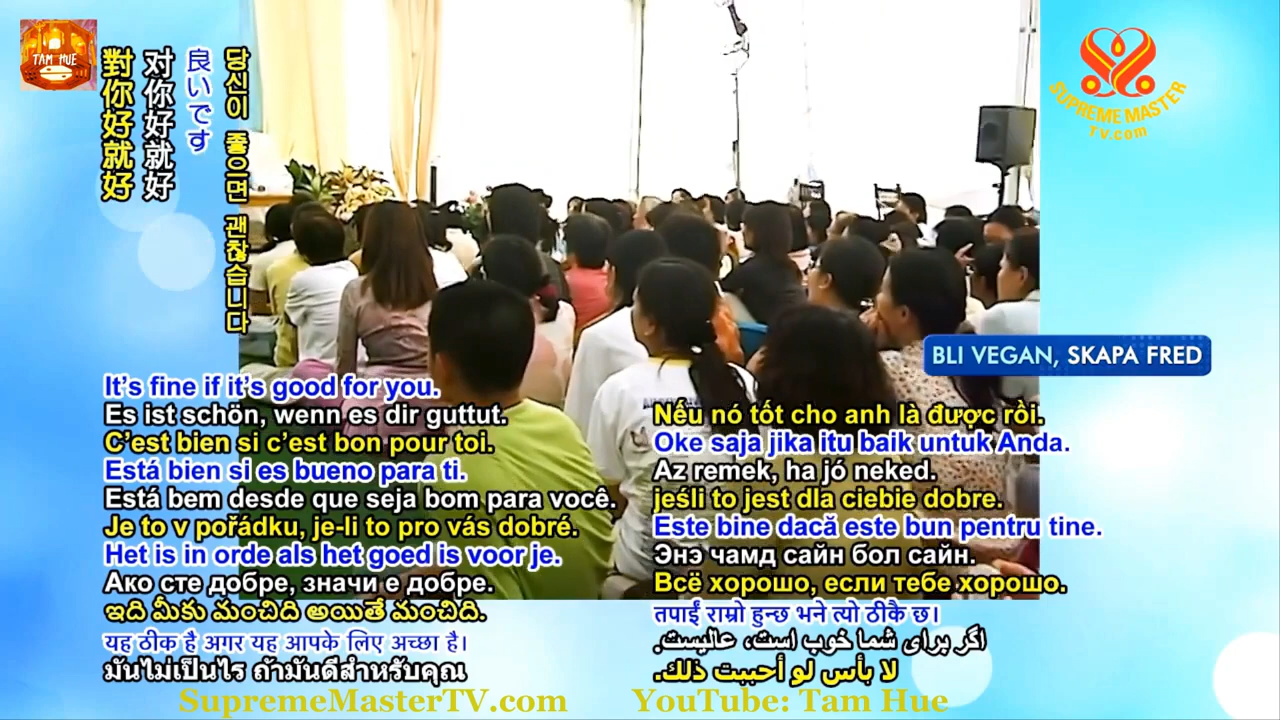 TAM HUE
對你好就好
对你好就好
良いです
당신이 좋으면 괜찮습니다
SUPREME MASTER
TV.com
BLI VEGAN, SKAPA FRED
It’s fine if it’s good for you.
Es ist schön, wenn es dir guttut.
C’est bien si c’est bon pour toi.
Está bien si es bueno para ti.
Está bem desde que seja bom para você.
Je to v pořádku, je-li to pro vás dobré.
Het is in orde als het goed is voor je.
Ако сте добре, значи е добре.
ఇది మీకు మంచిది అయితే మంచిది.
यह ठीक है अगर यह आपके लिए अच्छा है।
มันไม่เป็นไร ถ้ามันดีสำหรับคุณ
Nếu nó tốt cho anh là được rồi.
Oke saja jika itu baik untuk Anda.
Az remek, ha jó neked.
jeśli to jest dla ciebie dobre.
Este bine dacă este bun pentru tine.
Энэ чамд сайн бол сайн.
Всё хорошо, если тебе хорошо.
तपाईं राम्रो हुन्छ भने त्यो ठीकै छ।
اگر برای شما خوب است، عالیست.
لا بأس لو أحببت ذلك.
SupremeMasterTV.com YouTube: Tam Hue